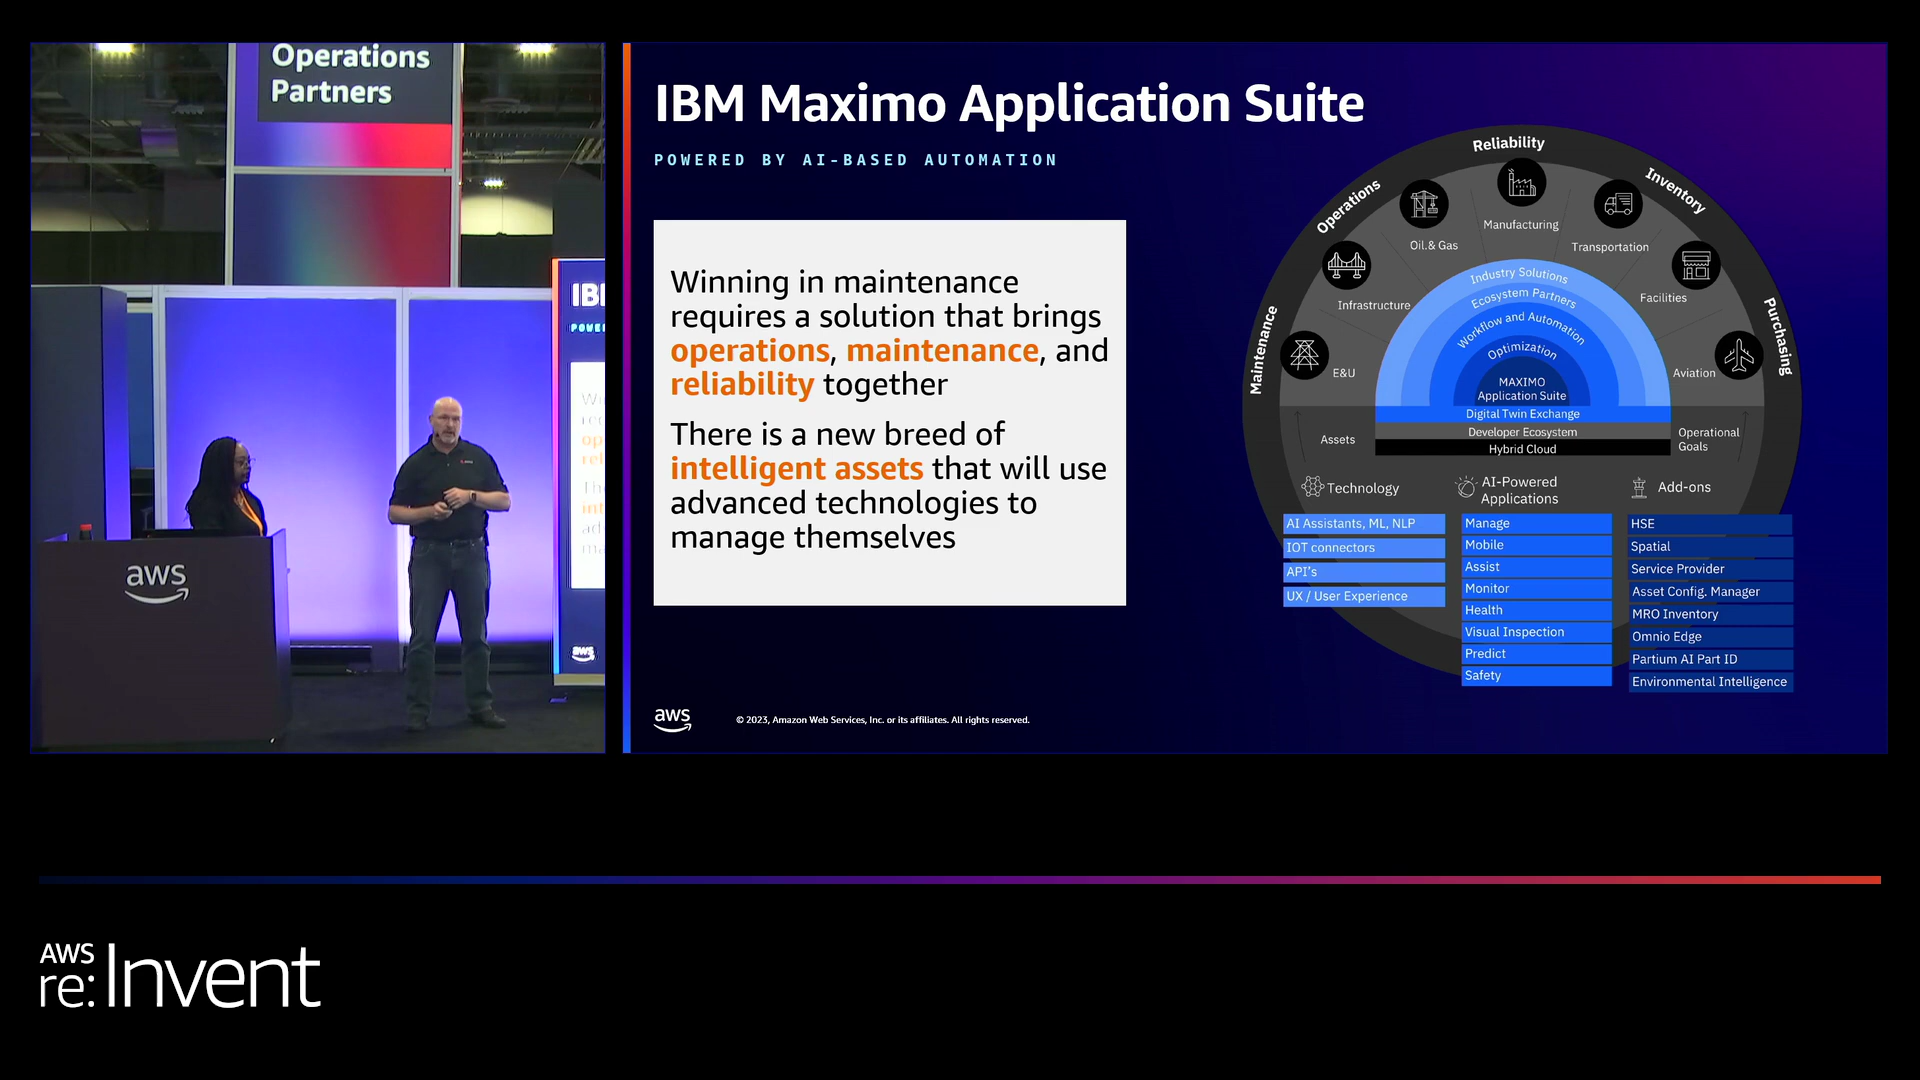 Operations
Partners
IB
POWE
aws
aws
IBM Maximo Application Suite
POWERED BY AI-BASED AUTOMATION
Winning in maintenance
requires a solution that brings
operations, maintenance, and
reliability together
There is a new breed of
intelligent assets that will use
advanced technologies to
manage themselves
Maintenance
Operations
Reliability
Inventory
Purchasing
E&U
Infrastructure
Oil.& Gas
Manufacturing
Transportation
Facilities
Aviation
Industry Solutions
Ecosystem Partners
Workflow and Automation
Optimization
MAXIMO
Application Suite
Digital Twin Exchange
Developer Ecosystem
Hybrid Cloud
Assets
Operational
Goals
Technology
AI Assistants, ML, NLP
IOT connectors
API's
UX / User Experience
AI-Powered
Applications
Manage
Mobile
Assist
Monitor
Health
Visual Inspection
Predict
Safety
Add-ons
HSE
Spatial
Service Provider
Asset Config. Manager
MRO Inventory
Omnio Edge
Partium AI Part ID
Environmental Intelligence
aws
© 2023, Amazon Web Services, Inc. or its affiliates. All rights reserved.
AWS
re:Invent